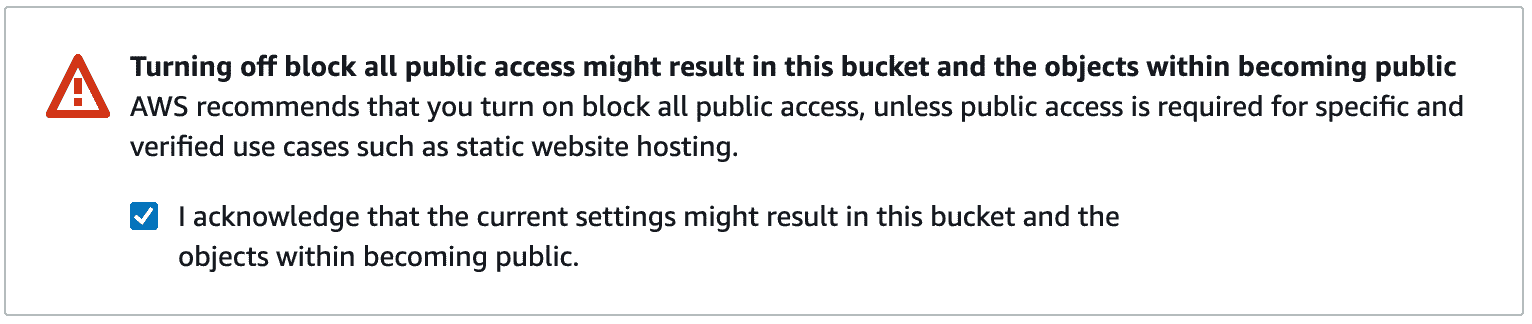 Turning off block all public access might result in this bucket and the objects within becoming public
AWS recommends that you turn on block all public access, unless public access is required for specific and
verified use cases such as static website hosting.
I acknowledge that the current settings might result in this bucket and the
objects within becoming public.